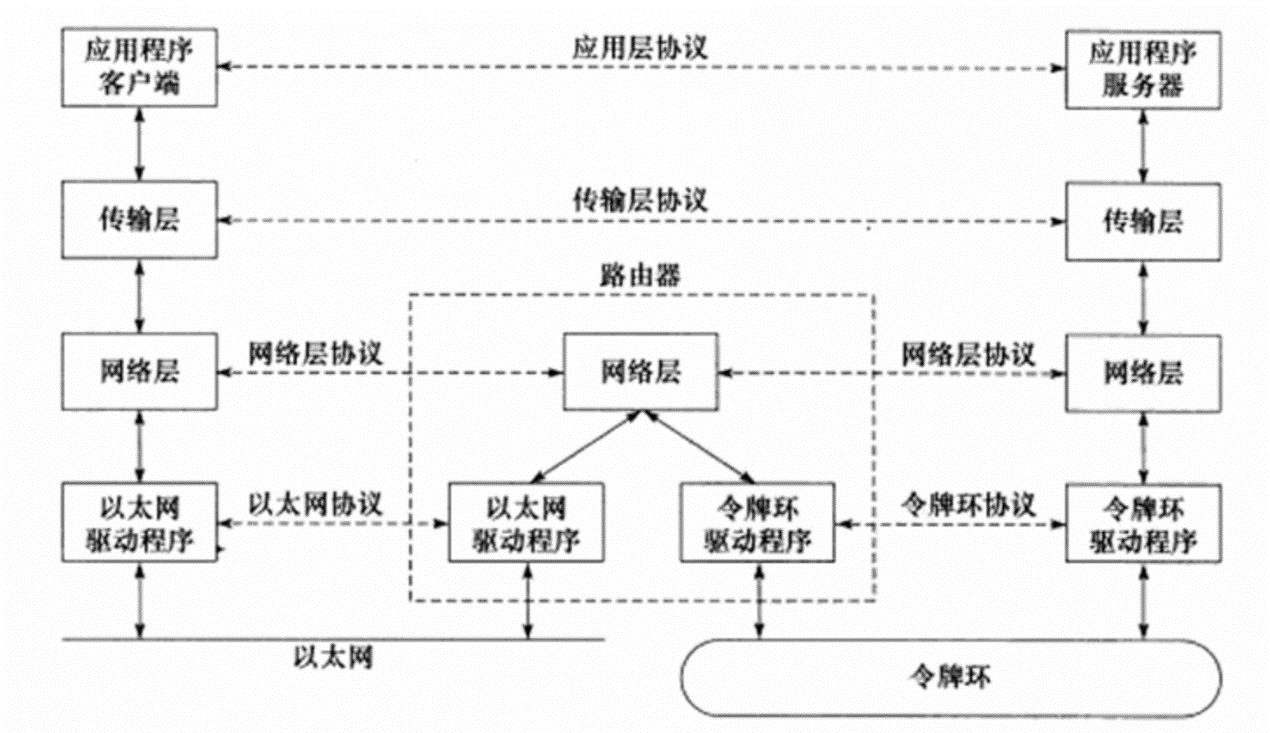 应用程序
客户端
应用层协议
应用程序
服务器
传输层
传输层协议
传输层
路由器
网络层
网络层协议
网络层
网络层协议
网络层
以太网
驱动程序
以太网协议
以太网
驱动程序
令牌环
驱动程序
令牌环协议
令牌环
驱动程序
以太网
令牌环